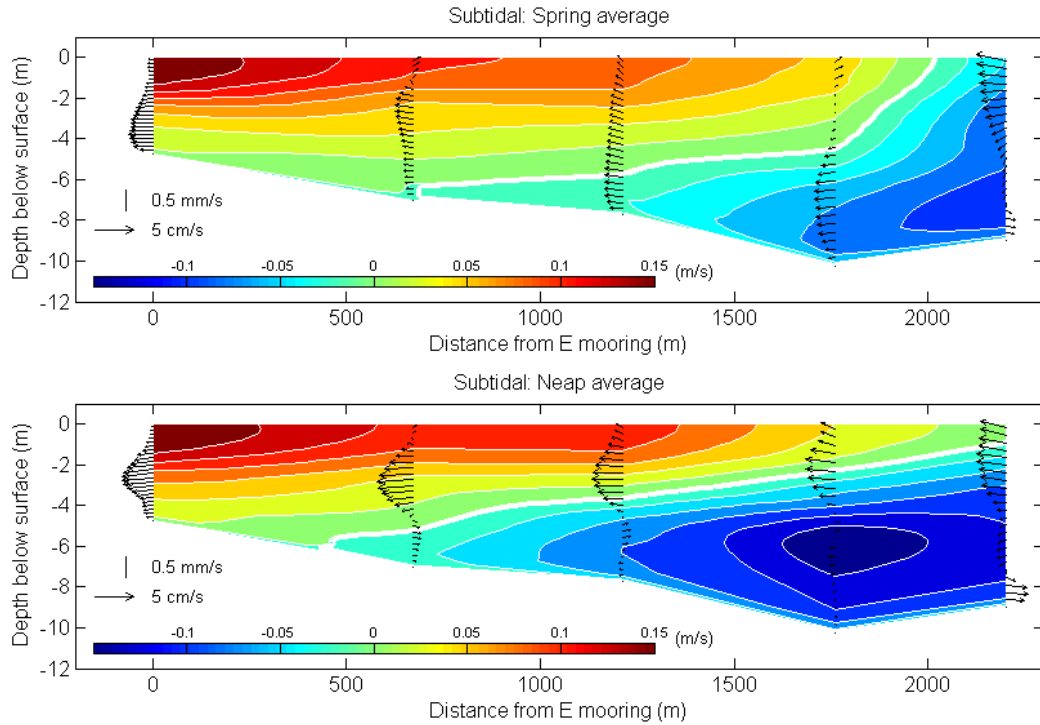 Subtidal: Spring average
0
-2
-4
-6
-8
-10
-12
Depth below surface (m)
0.5 mm/s
5 cm/s
-0.1 -0.05 0 0.05 0.1 0.15 (m/s)
0 500 1000 1500 2000
Distance from E mooring (m)
Subtidal: Neap average
0
-2
-4
-6
-8
-10
-12
Depth below surface (m)
0.5 mm/s
5 cm/s
-0.1 -0.05 0 0.05 0.1 0.15 (m/s)
0 500 1000 1500 2000
Distance from E mooring (m)